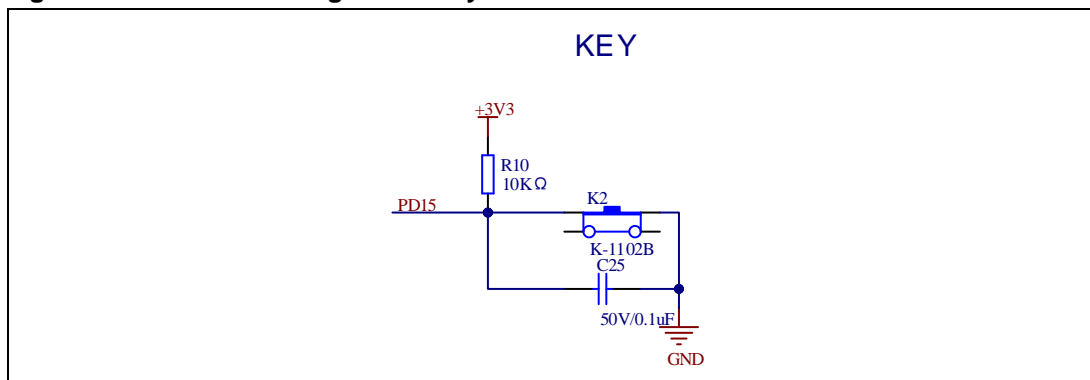 KEY
+3V3
R10
10KΩ
PD15
K2
K-1102B
C25
50V/0.1uF
GND